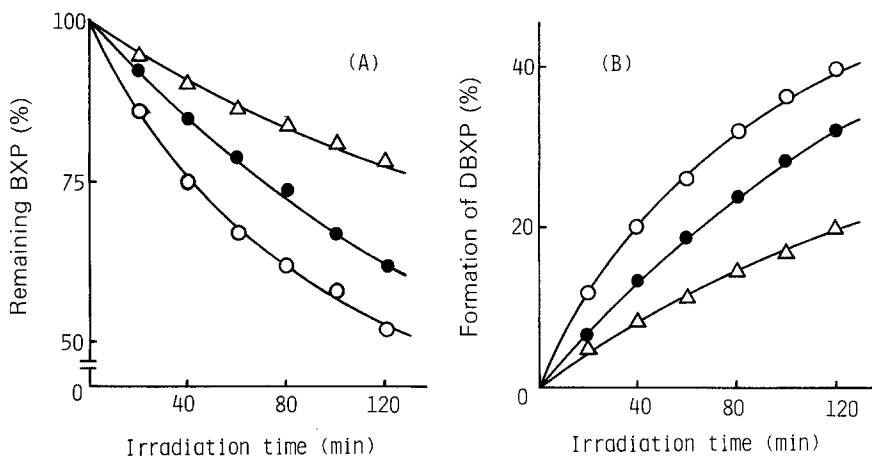 (A)
Remaining BXP (%)
100
75
50
0
40
80
120
Irradiation time (min)
(B)
Formation of DBXP (%)
40
20
0
40
80
120
Irradiation time (min)